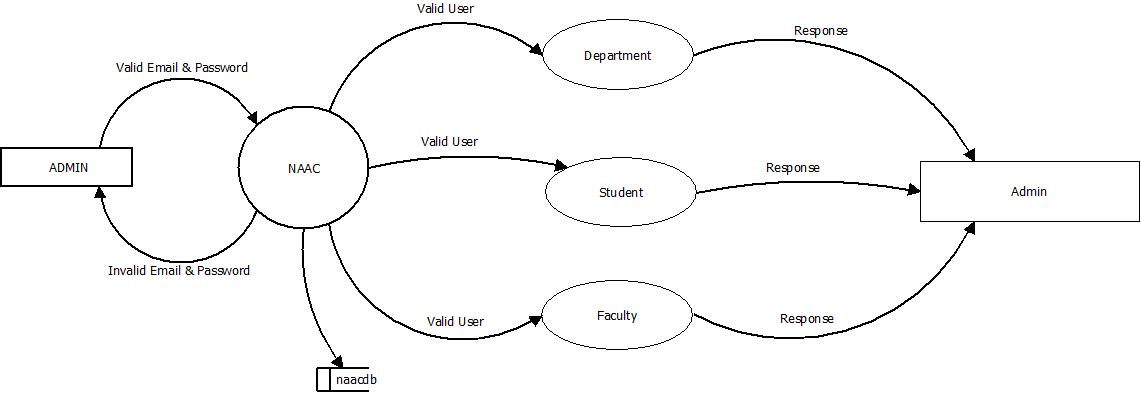 Valid User
Response
Department
Valid Email & Password
Valid User
Response
ADMIN
NAAC
Student
Admin
Invalid Email & Password
Valid User
Faculty
Response
naacdb